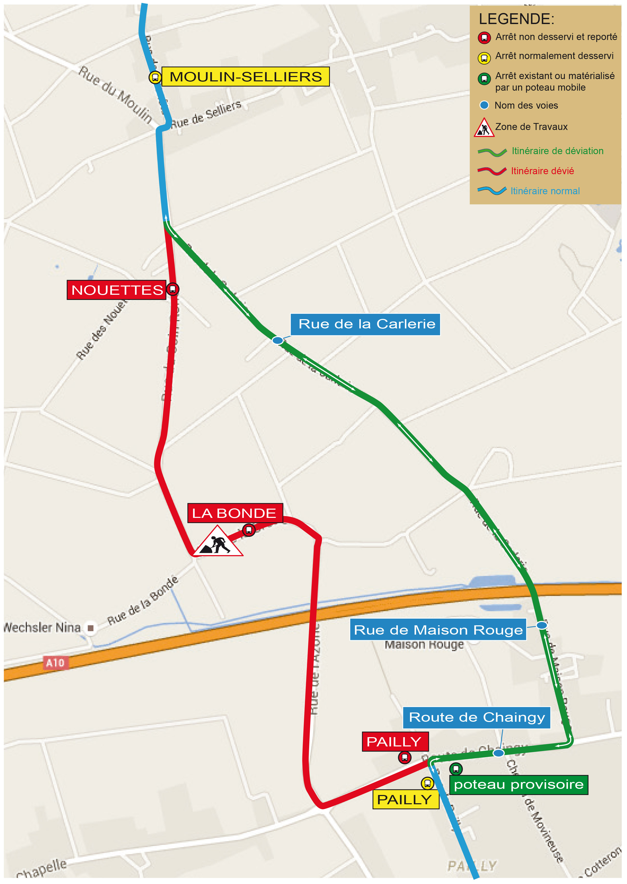 LEGENDE:
Arrêt non desservi et reporté
Arrêt normalement desservi
Arrêt existant ou matérialisé
par un poteau mobile
Nom des voies
Zone de Travaux
Itinéraire de déviation
Itinéraire dévié
Itinéraire normal
MOULIN-SELLIERS
Rue du Moulin
Rue de Selliers
NOUETTES
Rue des Nouet
Rue de la Carlerie
LA BONDE
Rue de la Bonde
Wechsler Nina
A10
Rue de Maison Rouge
Maison Rouge
Rue de l'Azone
Route de Chaingy
PAILLY
poteau provisoire
PAILLY
de Movineuse
PAILLY
Chapelle
Cotteron